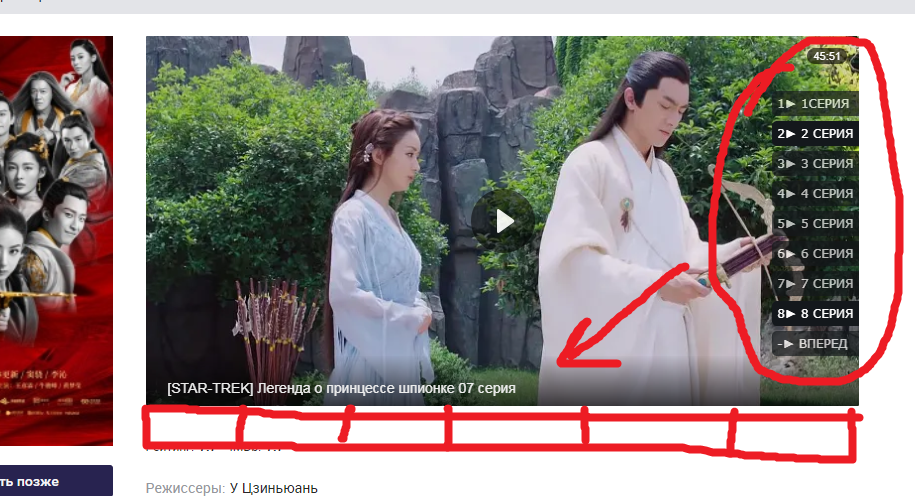 45:51
1► 1СЕРИЯ
2► 2 СЕРИЯ
3► 3 СЕРИЯ
4► 4 СЕРИЯ
5► 5 СЕРИЯ
6► 6 СЕРИЯ
7► 7 СЕРИЯ
8► 8 СЕРИЯ
-► ВПЕРЕД
[STAR-TREK] Легенда о принцессе шпионке 07 серия
ть позже
Режиссеры: У Цзиньюань